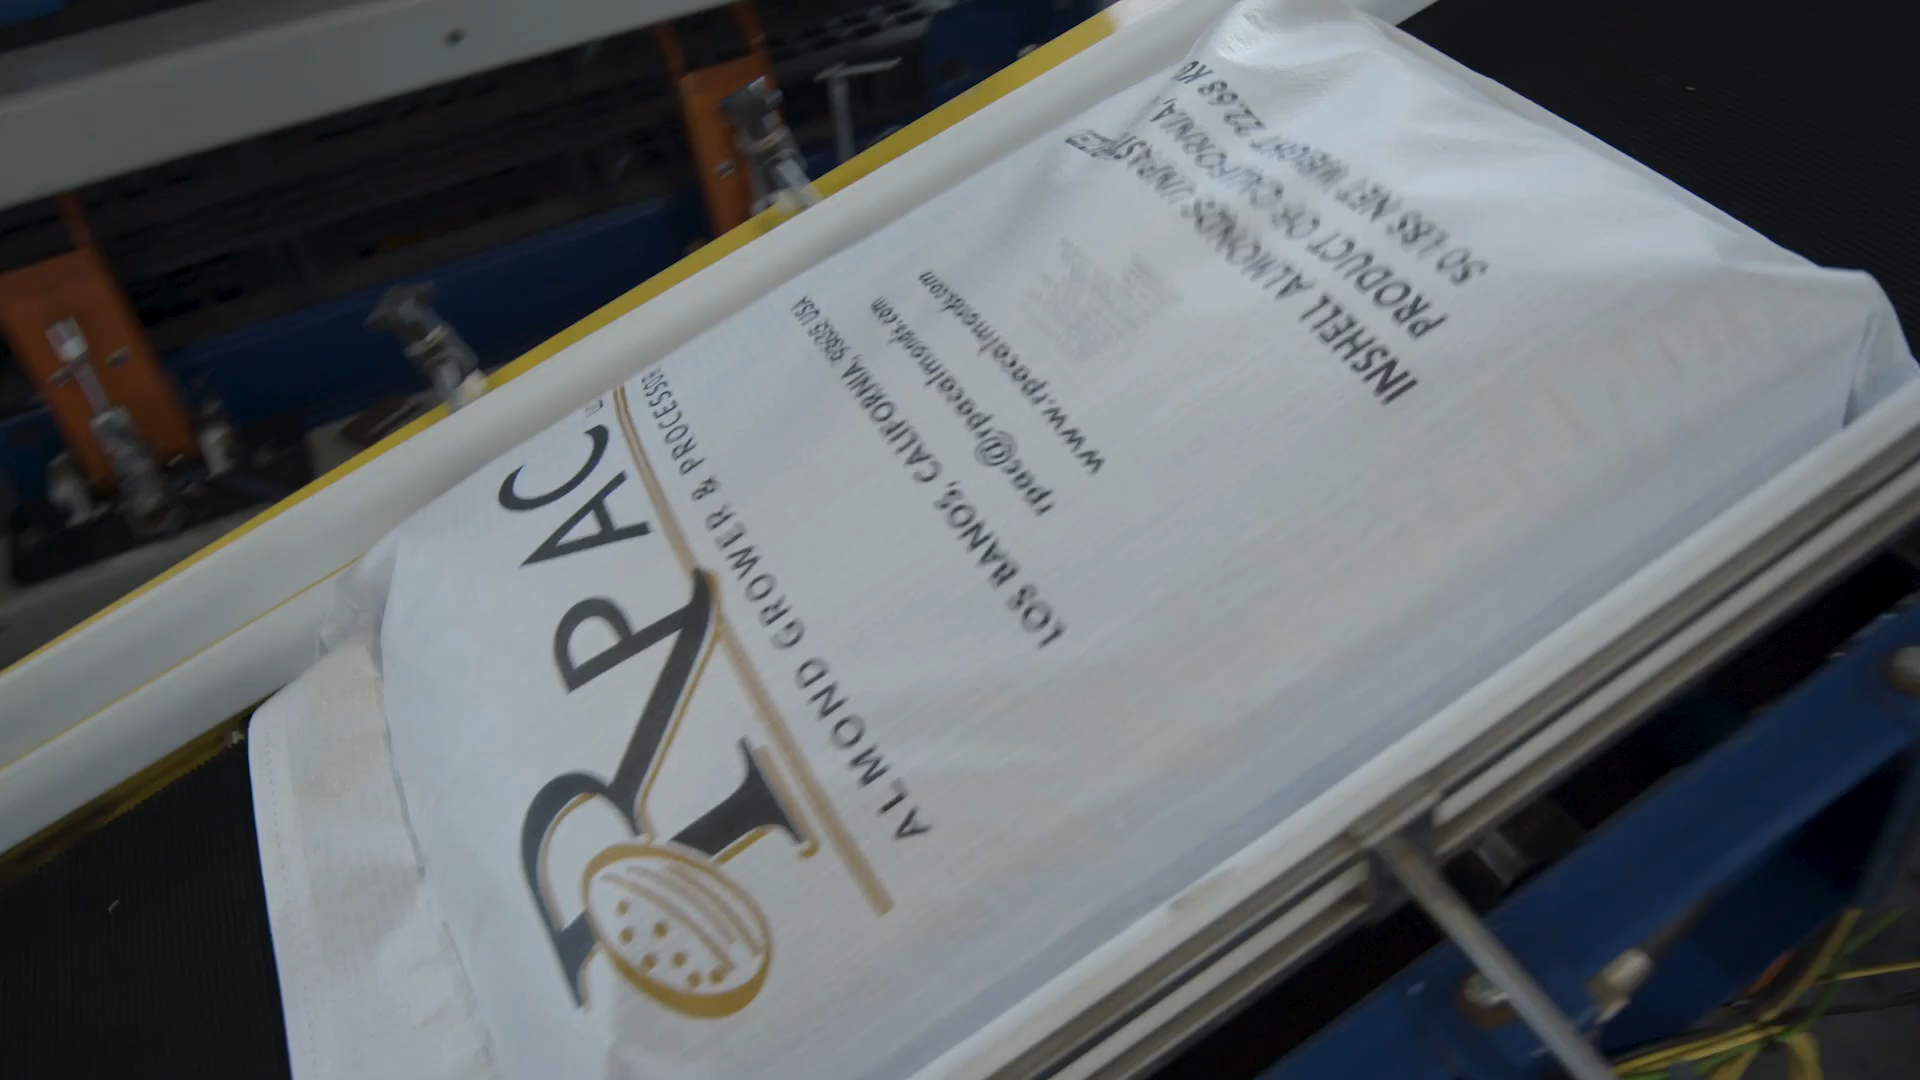 RPAC
ALMOND GROWER & PROCESSOR
LOS BANOS, CALIFORNIA, 93635 USA
rpac@rpacalmonds.com
www.rpacalmonds.com
INSHELL ALMONDS
PRODUCT OF CALIFORNIA,
50 LBS NET WEIGHT 22.68 KG